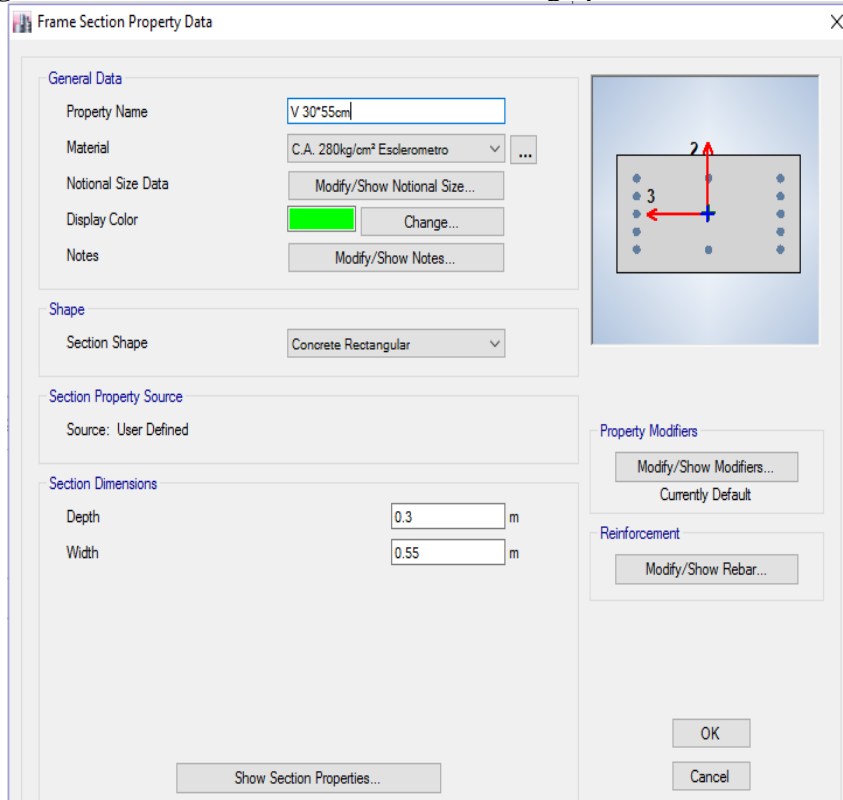 Frame Section Property Data
General Data
Property Name
V 30*55cm
Material
C.A. 280kg/cm² Esclerometro
...
Notional Size Data
Modify/Show Notional Size...
Display Color
Change...
Notes
Modify/Show Notes...
2
3
Shape
Section Shape
Concrete Rectangular
Section Property Source
Source: User Defined
Property Modifiers
Modify/Show Modifiers...
Currently Default
Section Dimensions
Depth
0.3
m
Width
0.55
m
Reinforcement
Modify/Show Rebar...
Show Section Properties...
OK
Cancel